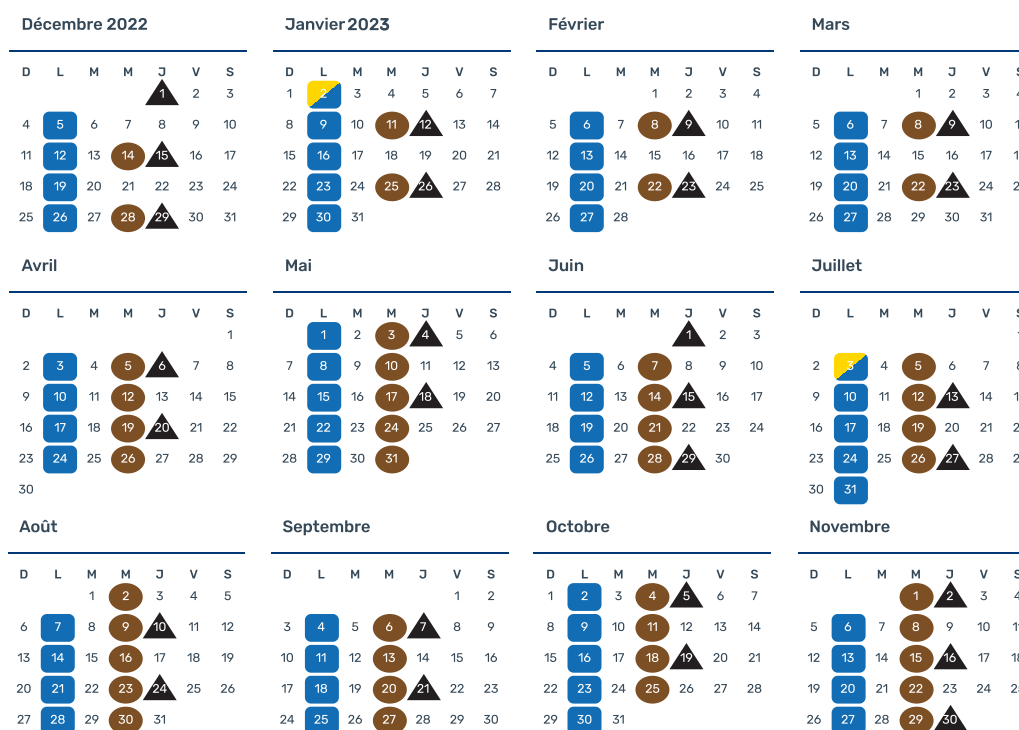 Décembre 2022
D L M M J V S
1 2 3
4 5 6 7 8 9 10
11 12 13 14 15 16 17
18 19 20 21 22 23 24
25 26 27 28 29 30 31
Janvier 2023
D L M M J V S
1 2 3 4 5 6 7
8 9 10 11 12 13 14
15 16 17 18 19 20 21
22 23 24 25 26 27 28
29 30 31
Février
D L M M J V S
1 2 3 4
5 6 7 8 9 10 11
12 13 14 15 16 17 18
19 20 21 22 23 24 25
26 27 28
Mars
D L M M J V
1 2 3
5 6 7 8 9 10
12 13 14 15 16 17
19 20 21 22 23 24
26 27 28 29 30 31
Avril
D L M M J V S
1
2 3 4 5 6 7 8
9 10 11 12 13 14 15
16 17 18 19 20 21 22
23 24 25 26 27 28 29
30
Mai
D L M M J V S
1 2 3 4 5 6
7 8 9 10 11 12 13
14 15 16 17 18 19 20
21 22 23 24 25 26 27
28 29 30 31
Juin
D L M M J V S
1 2 3
4 5 6 7 8 9 10
11 12 13 14 15 16 17
18 19 20 21 22 23 24
25 26 27 28 29 30
Juillet
D L M M J V
2 3 4 5 6 7
9 10 11 12 13 14
16 17 18 19 20 21
23 24 25 26 27 28
30 31
Août
D L M M J V S
1 2 3 4 5
6 7 8 9 10 11 12
13 14 15 16 17 18 19
20 21 22 23 24 25 26
27 28 29 30 31
Septembre
D L M M J V S
1 2
3 4 5 6 7 8 9
10 11 12 13 14 15 16
17 18 19 20 21 22 23
24 25 26 27 28 29 30
Octobre
D L M M J V S
1 2 3 4 5 6 7
8 9 10 11 12 13 14
15 16 17 18 19 20 21
22 23 24 25 26 27 28
29 30 31
Novembre
D L M M J V
1 2 3
6 7 8 9 10
12 13 14 15 16 17
19 20 21 22 23 24
26 27 28 29 30